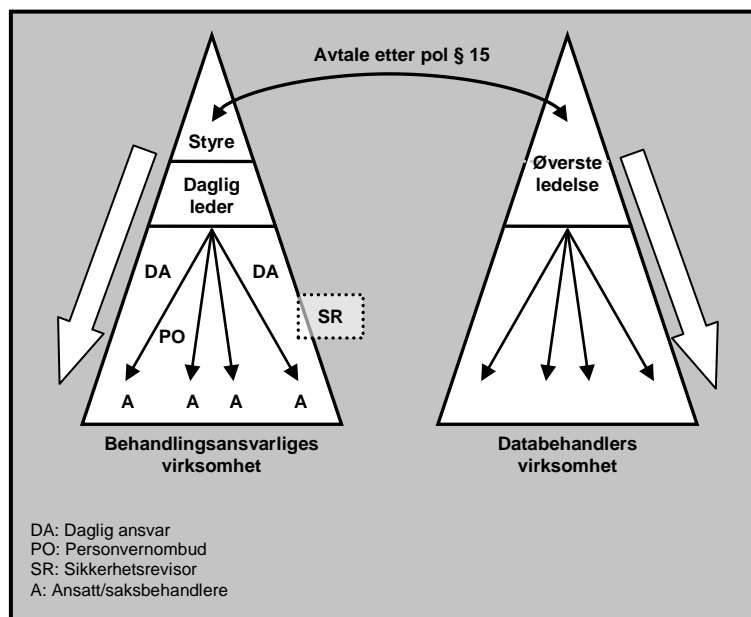 Avtale etter pol § 15
Styre
Daglig
leder
Øverste
ledelse
DA
DA
SR
PO
A
A
A
A
Behandlingsansvarliges
virksomhet
Databehandlers
virksomhet
DA: Daglig ansvar
PO: Personvernombud
SR: Sikkerhetsrevisor
A: Ansatt/saksbehandlere